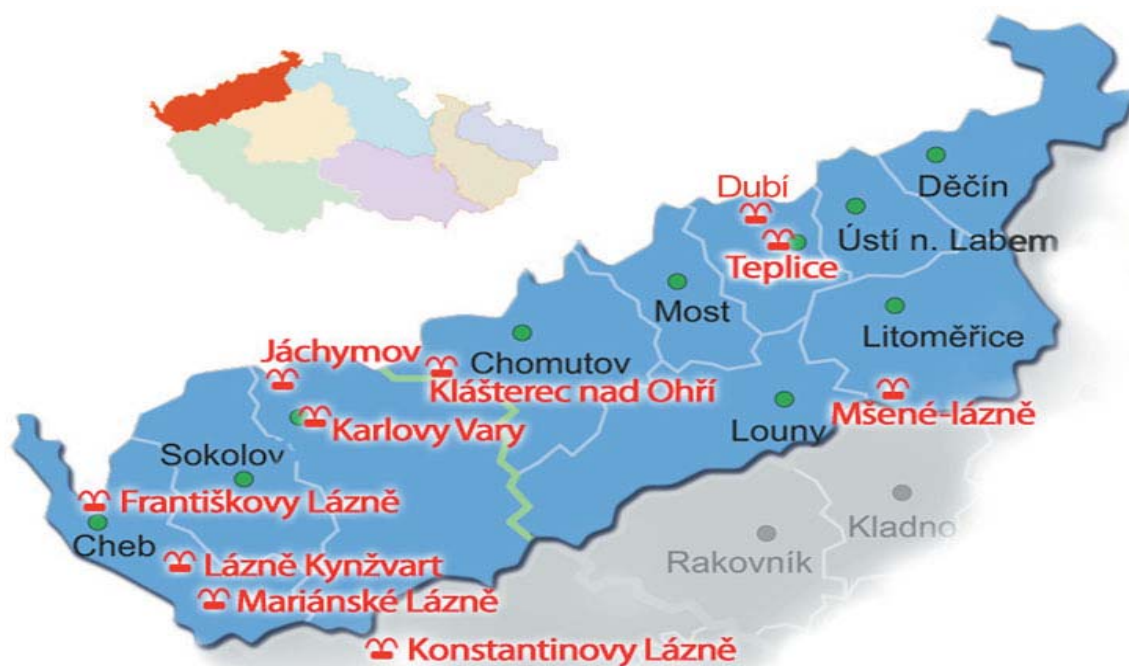 Děčín
Dubí
Ústí n. Labem
Teplice
Most
Litoměřice
Jáchymov
Chomutov
Klášterec nad Ohří
Mšené-lázně
Karlovy Vary
Louny
Sokolov
Františkovy Lázně
Kladno
Cheb
Rakovník
Lázně Kynžvart
Mariánské Lázně
Konstantinovy Lázně